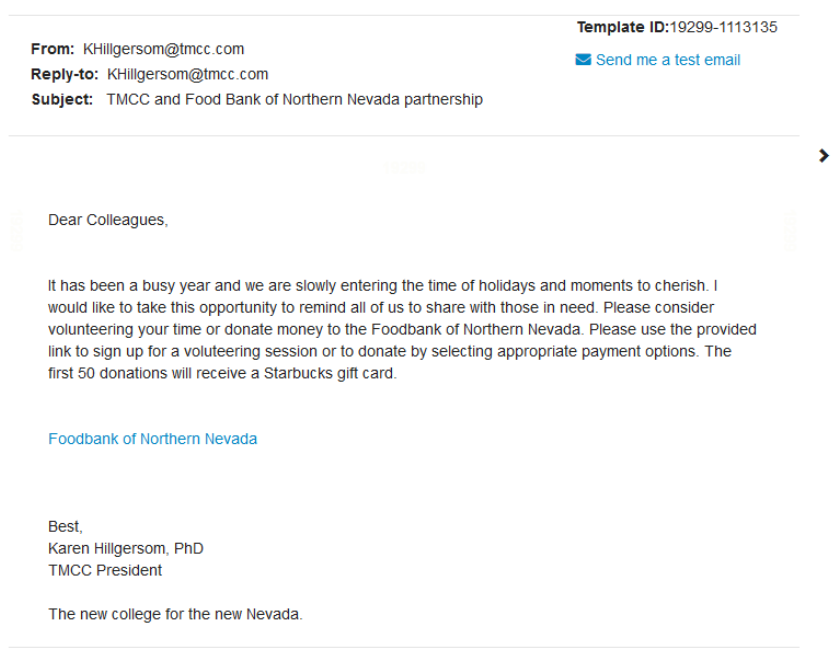 Template ID:19299-1113135
From: KHillgersom@tmcc.com
Send me a test email
Reply-to: KHillgersom@tmcc.com
Subject: TMCC and Food Bank of Northern Nevada partnership
Dear Colleagues,
It has been a busy year and we are slowly entering the time of holidays and moments to cherish. I
would like to take this opportunity to remind all of us to share with those in need. Please consider
volunteering your time or donate money to the Foodbank of Northern Nevada. Please use the provided
link to sign up for a voluteering session or to donate by selecting appropriate payment options. The
first 50 donations will receive a Starbucks gift card.
Foodbank of Northern Nevada
Best,
Karen Hillgersom, PhD
TMCC President
The new college for the new Nevada.